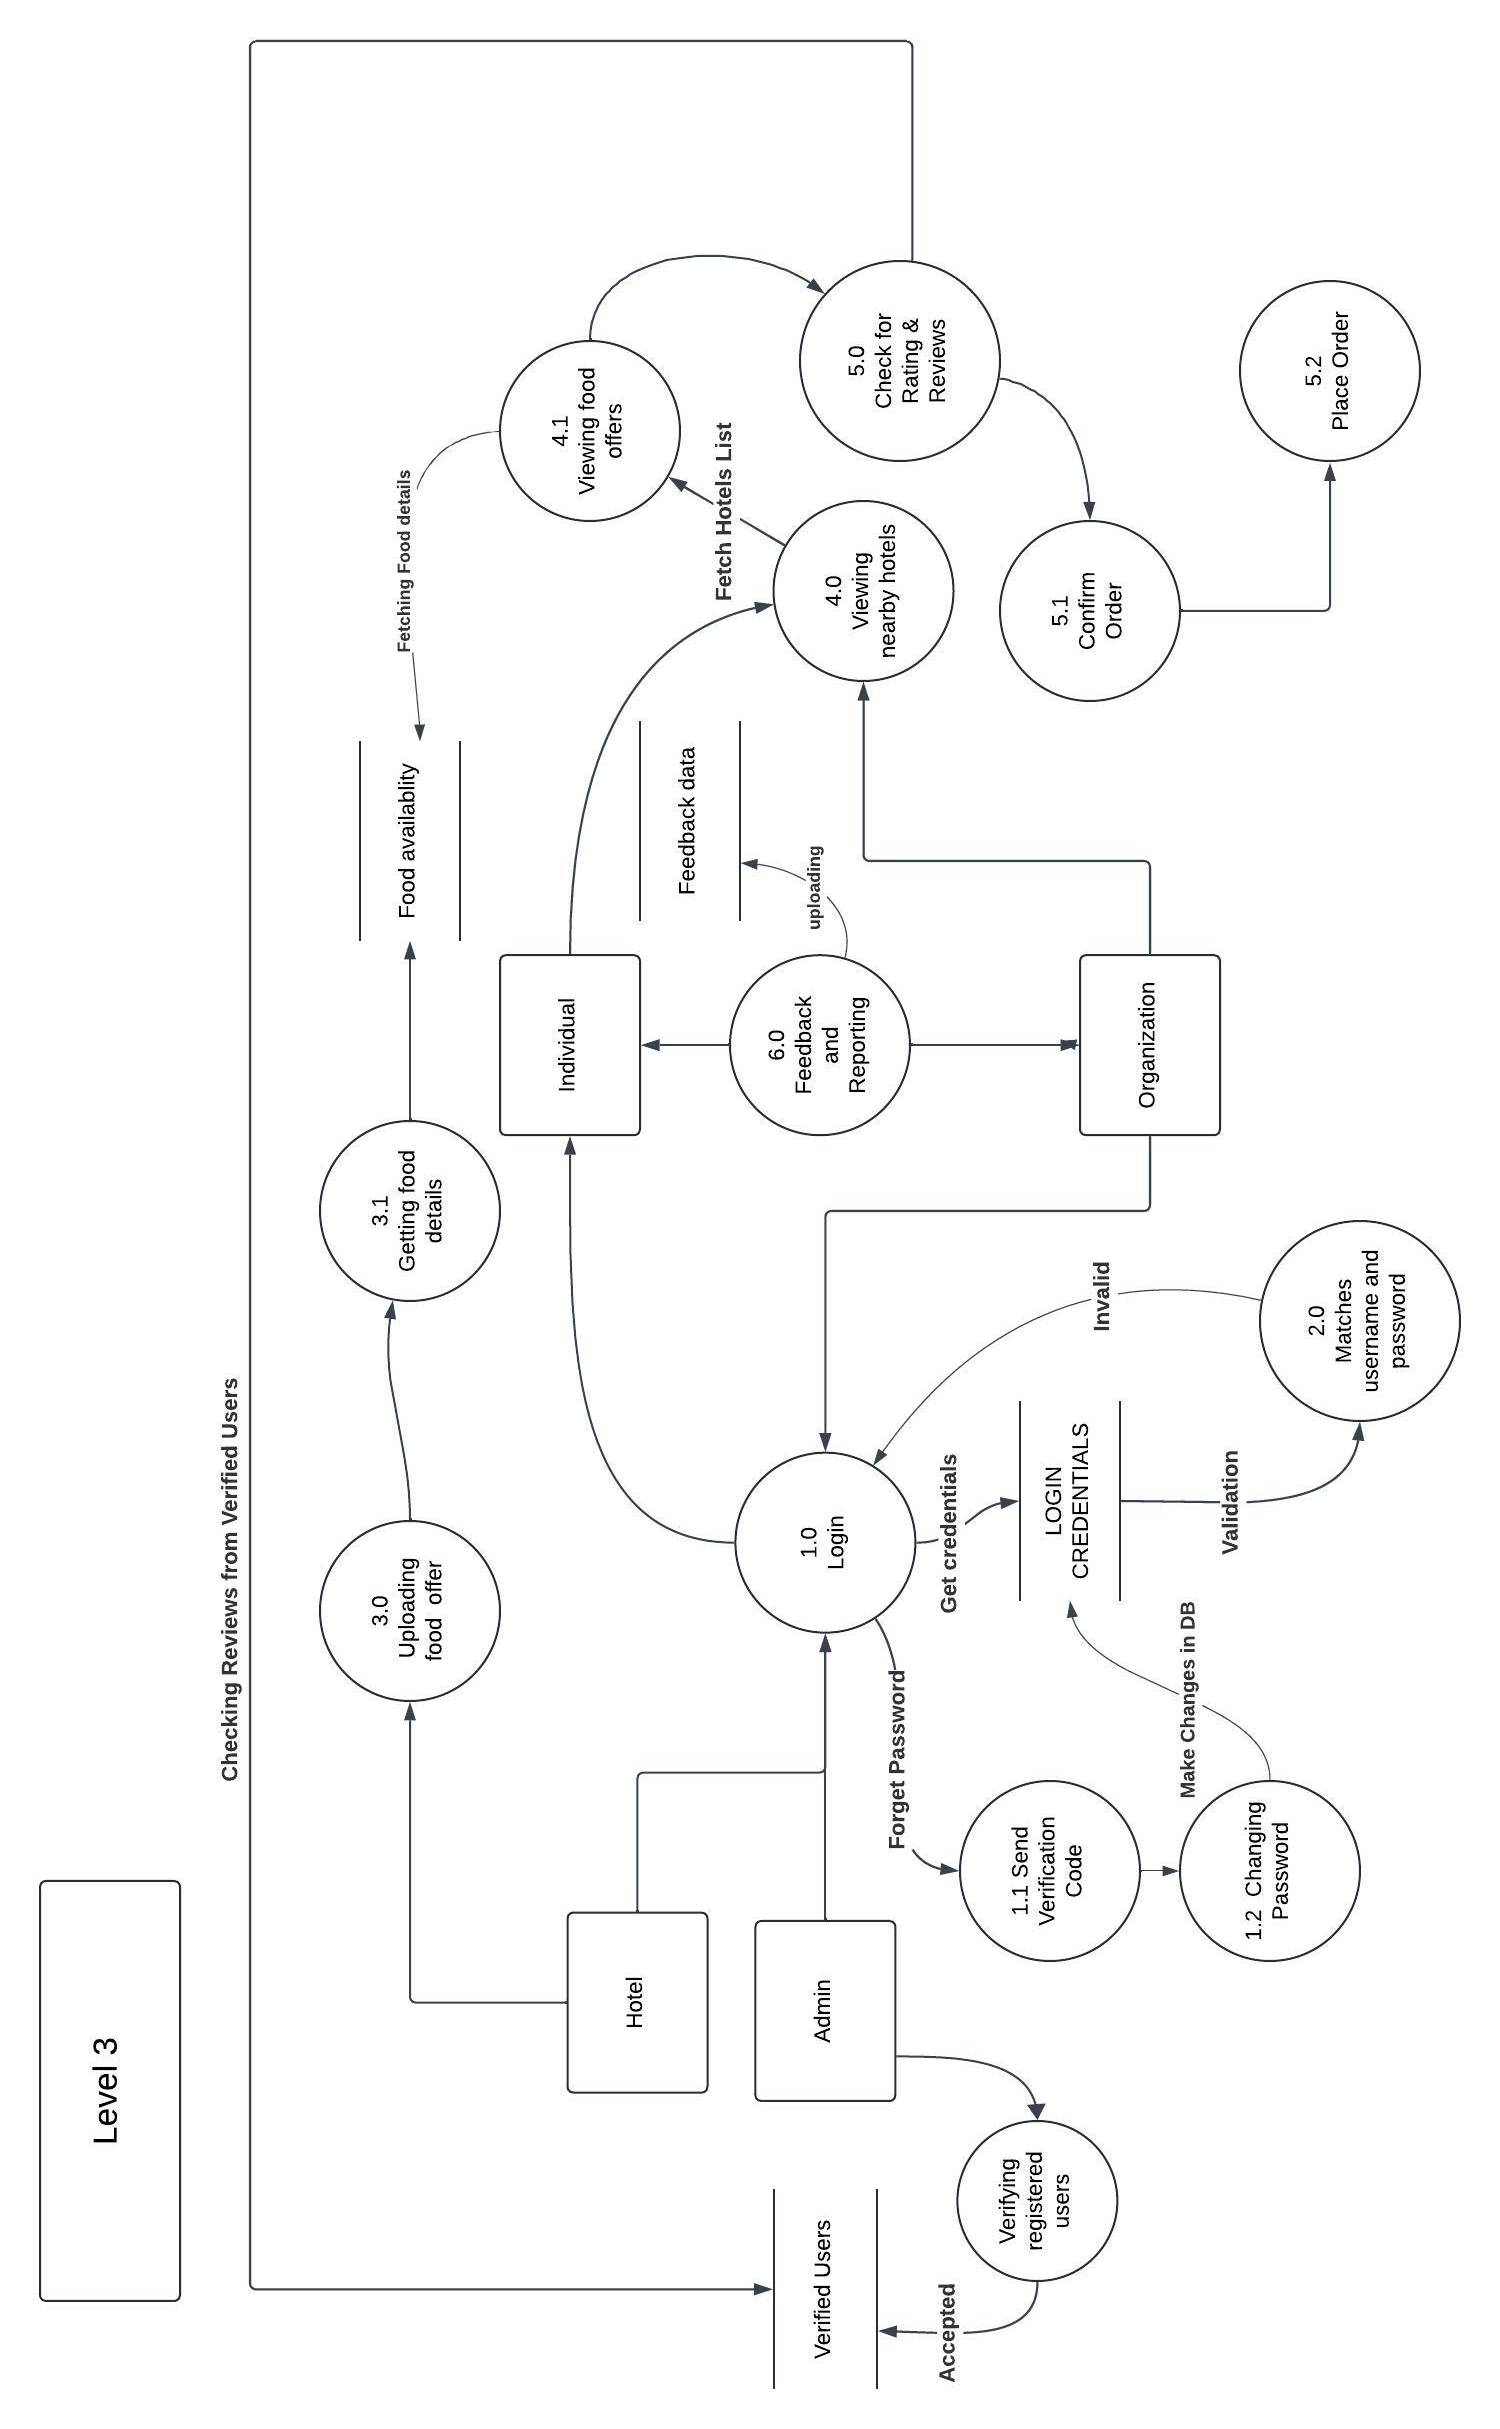 Level 3
Checking Reviews from Verified Users
3.0
Uploading
food offer
3.1
Getting food
details
Food availablity
Fetching Food details
4.1
Viewing food
offers
Hotel
Individual
Feedback data
Fetch Hotels List
Verified Users
Admin
1.0
Login
6.0
Feedback
and
Reporting
uploading
4.0
Viewing
nearby hotels
5.0
Check for
Rating &
Reviews
Accepted
Forget Password
Get credentials
Verifying
registered
users
1.1 Send
Verification
Code
LOGIN
CREDENTIALS
Invalid
Organization
5.1
Confirm
Order
Make Changes in DB
Validation
1.2 Changing
Password
2.0
Matches
username and
password
5.2
Place Order